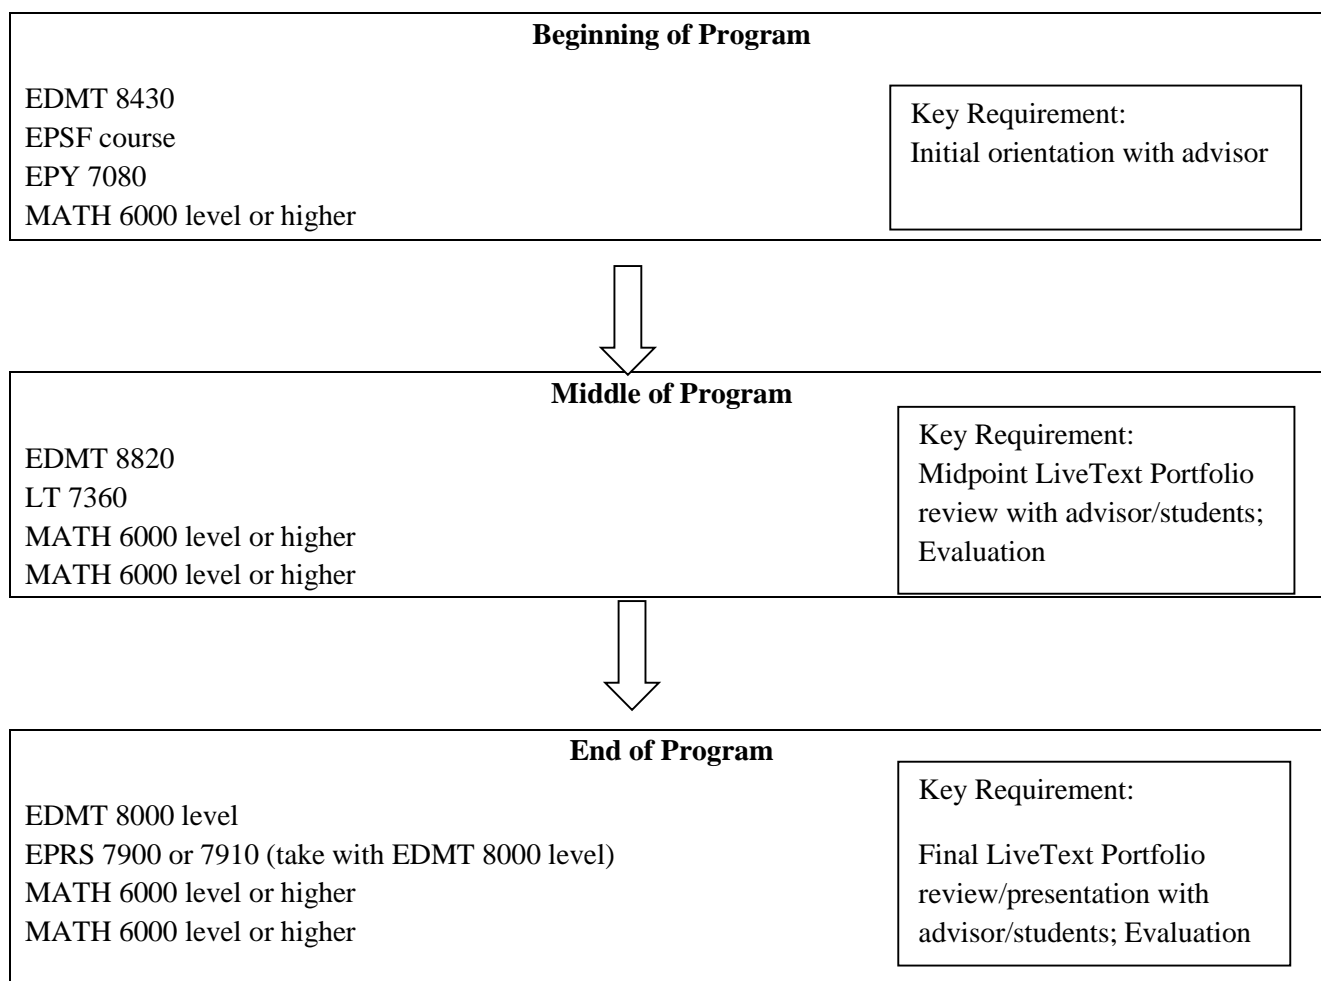 Beginning of Program
EDMT 8430
EPSF course
EPY 7080
MATH 6000 level or higher
Key Requirement:
Initial orientation with advisor
Middle of Program
EDMT 8820
LT 7360
MATH 6000 level or higher
MATH 6000 level or higher
Key Requirement:
Midpoint LiveText Portfolio
review with advisor/students;
Evaluation
End of Program
EDMT 8000 level
EPRS 7900 or 7910 (take with EDMT 8000 level)
MATH 6000 level or higher
MATH 6000 level or higher
Key Requirement:
Final LiveText Portfolio
review/presentation with
advisor/students; Evaluation